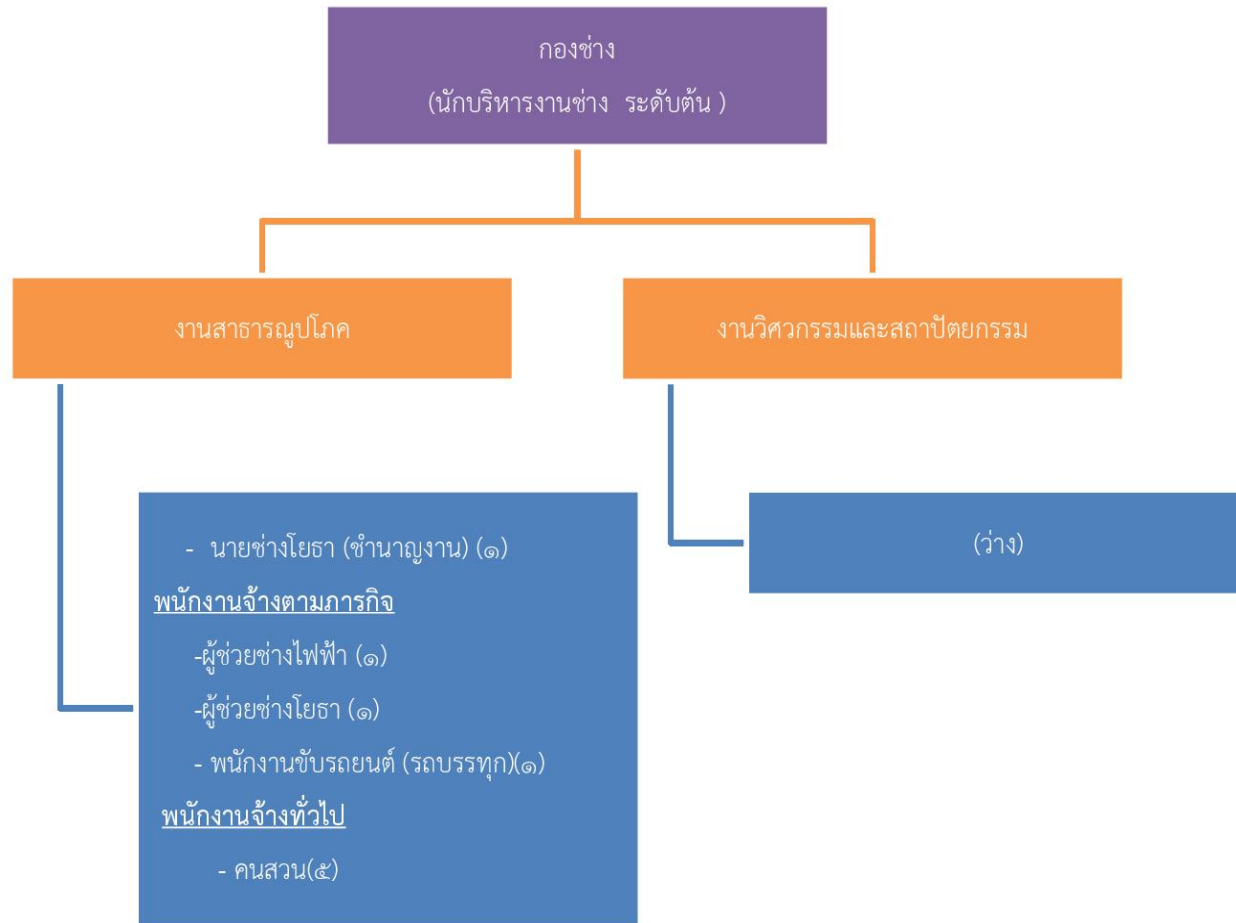 กองช่าง
(นักบริหารงานช่าง ระดับต้น )
งานสาธารณูปโภค
งานวิศวกรรมและสถาปัตยกรรม
- นายช่างโยธา (ชำนาญงาน) (๑)
พนักงานจ้างตามภารกิจ
-ผู้ช่วยช่างไฟฟ้า (๑)
-ผู้ช่วยช่างโยธา (๑)
- พนักงานขับรถยนต์ (รถบรรทุก)(๑)
พนักงานจ้างทั่วไป
- คนสวน(๕)
(ว่าง)